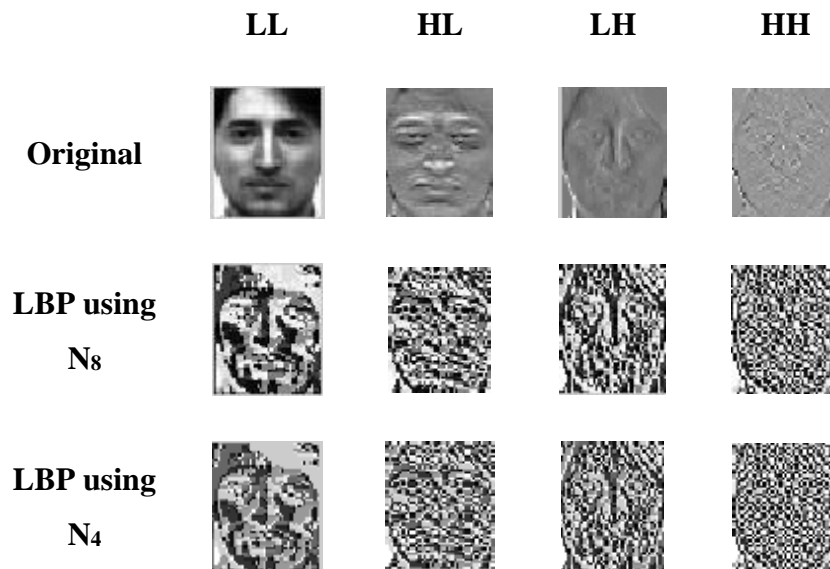 LL HL LH HH
Original
LBP using
N8
LBP using
N4